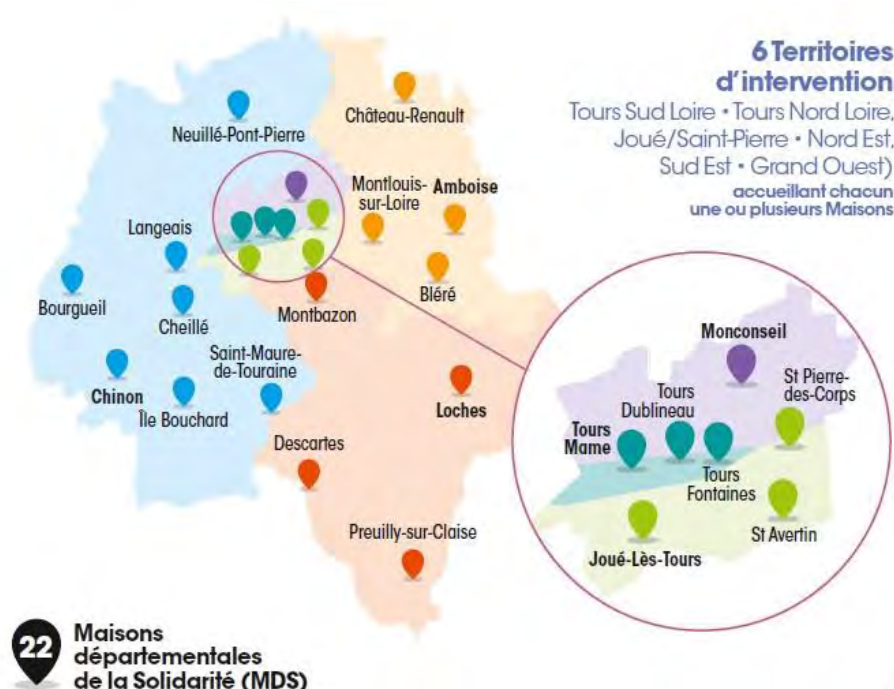 6 Territoires
d'intervention
Tours Sud Loire • Tours Nord Loire,
Joué/Saint-Pierre • Nord Est,
Sud Est • Grand Ouest)
accueillant chacun
une ou plusieurs Maisons
Château-Renault
Neuillé-Pont-Pierre
Montlouis-
sur-Loire
Amboise
Langeais
Bourgueil
Cheillé
Montbazon
Bléré
Chinon
Île Bouchard
Saint-Maure-
de-Touraine
Loches
Descartes
Preuilly-sur-Claise
Monconseil
St Pierre-
des-Corps
Tours
Dublineau
Tours
Mame
Tours
Fontaines
Joué-Lès-Tours
St Avertin
22
Maisons
départementales
de la Solidarité (MDS)